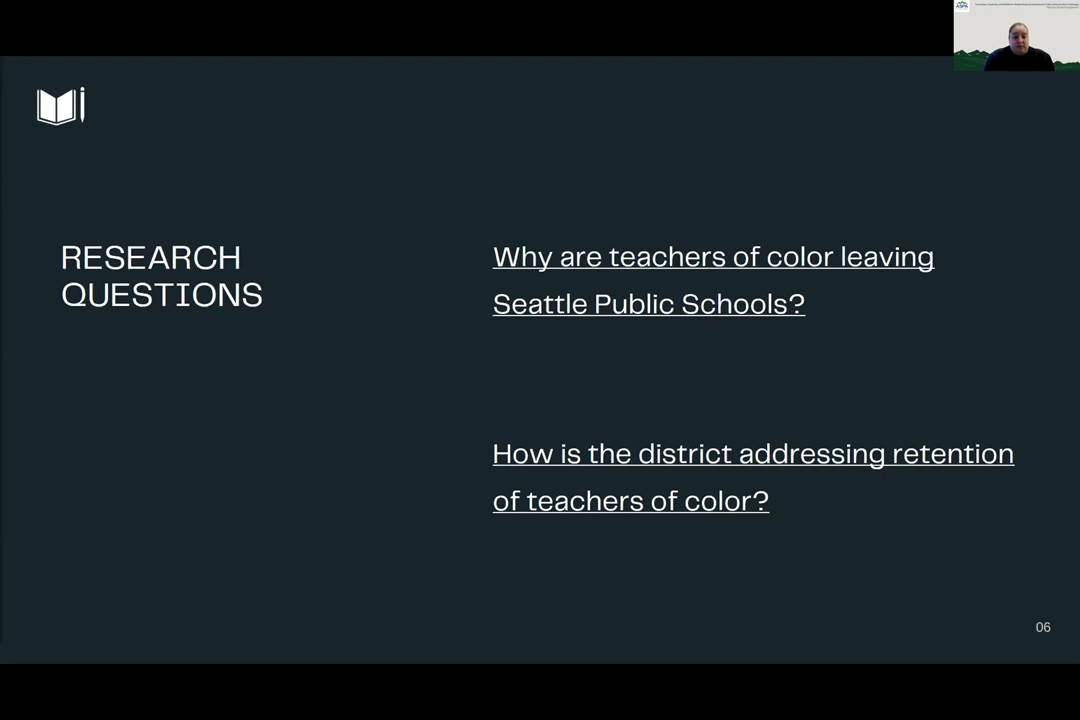 ASPA
RESEARCH
QUESTIONS
Why are teachers of color leaving
Seattle Public Schools?
How is the district addressing retention
of teachers of color?
06